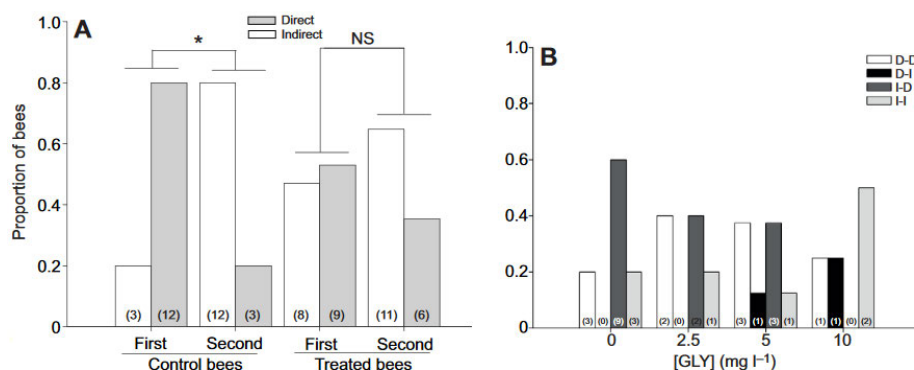 A
Direct
Indirect
*
NS
Proportion of bees
1.0
0.8
0.6
0.4
0.2
0
(3)
(12)
(12)
(3)
(8)
(9)
(11)
(6)
First
Second
First
Second
Control bees
Treated bees
B
D-D
D-I
I-D
I-I
1.0
0.8
0.6
0.4
0.2
0
(3) (0) (9) (3)
(2) (0) (2) (1)
(3) (1) (3) (1)
(1) (1) (0) (2)
0
2.5
5
10
[GLY] (mg l⁻¹)